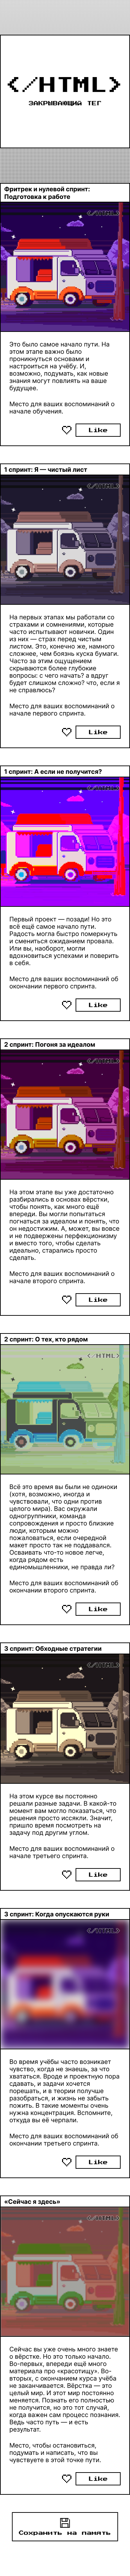 </HTML>
ЗАКРЫВАЮЩИЙ ТЕГ
Фритрек и нулевой спринт:
Подготовка к работе
</HTML>
Это было самое начало пути. На
этом этапе важно было
проникнуться основами и
настроиться на учёбу. И,
возможно, подумать, как новые
знания могут повлиять на ваше
будущее.
Место для ваших воспоминаний о
начале обучения.
Like
1 спринт: Я — чистый лист
</HTML>
На первых этапах мы работали со
страхами и сомнениями, которые
часто испытывают новички. Один
из них — страх перед чистым
листом. Это, конечно же, намного
сложнее, чем боязнь куска бумаги.
Часто за этим ощущением
скрываются более глубокие
вопросы: с чего начать? а вдруг
будет слишком сложно? что, если я
не справлюсь?
Место для ваших воспоминаний о
начале первого спринта.
Like
1 спринт: А если не получится?
</HTML>
Первый проект — позади! Но это
всё ещё самое начало пути.
Радость могла быстро померкнуть
и смениться ожиданием провала.
Или вы, наоборот, могли
вдохновиться успехами и поверить
в себя.
Место для ваших воспоминаний об
окончании первого спринта.
Like
2 спринт: Погоня за идеалом
</HTML>
На этом этапе вы уже достаточно
разбирались в основах вёрстки,
чтобы понять, как много ещё
впереди. Вы могли попытаться
погнаться за идеалом и понять, что
он недостижим. А, может, вы вовсе
и не подвержены перфекционизму
и вместо того, чтобы сделать
идеально, старались просто
сделать.
Место для ваших воспоминаний о
начале второго спринта.
Like
2 спринт: О тех, кто рядом
</HTML>
Всё это время вы были не одиноки
(хотя, возможно, иногда и
чувствовали, что одни против
целого мира). Вас окружали
одногруппники, команда
сопровождения и просто близкие
люди, которым можно
пожаловаться, если очередной
макет просто так не поддавался.
Осваивать что-то новое легче,
когда рядом есть
единомышленники, не правда ли?
Место для ваших воспоминаний об
окончании второго спринта.
Like
3 спринт: Обходные стратегии
</HTML>
На этом курсе вы постоянно
решали разные задачи. В какой-то
момент вам могло показаться, что
решения просто иссякли. Значит,
пришло время посмотреть на
задачу под другим углом.
Место для ваших воспоминаний о
начале третьего спринта.
Like
3 спринт: Когда опускаются руки
</HTML>
Во время учёбы часто возникает
чувство, когда не знаешь, за что
хвататься. Вроде и проектную пора
сдавать, и задачи хочется
порешать, и в теории получше
разобраться, и жизнь не забыть
пожить. В такие моменты очень
нужна концентрация. Вспомните,
откуда вы её черпали.
Место для ваших воспоминаний об
окончании третьего спринта.
Like
«Сейчас я здесь»
</HTML>
Сейчас вы уже очень много знаете
о вёрстке. Но это только начало.
Во-первых, впереди ещё много
материала про «красотищу». Во-
вторых, с окончанием курса учёба
не заканчивается. Вёрстка — это
целый мир. И этот мир постоянно
меняется. Познать его полностью
не получится, но это тот случай,
когда важен сам процесс познания.
Ведь часто путь — и есть
результат.
Место, чтобы остановиться,
подумать и написать, что вы
чувствуете в этой точке пути.
Like
Сохранить на память